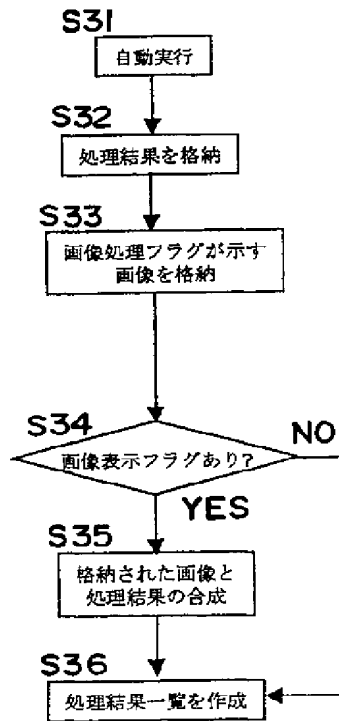 S31
自動実行
S32
処理結果を格納
S33
画像処理フラグが示す
画像を格納
S34
画像表示フラグあり?
NO
YES
S35
格納された画像と
処理結果の合成
S36
処理結果一覧を作成